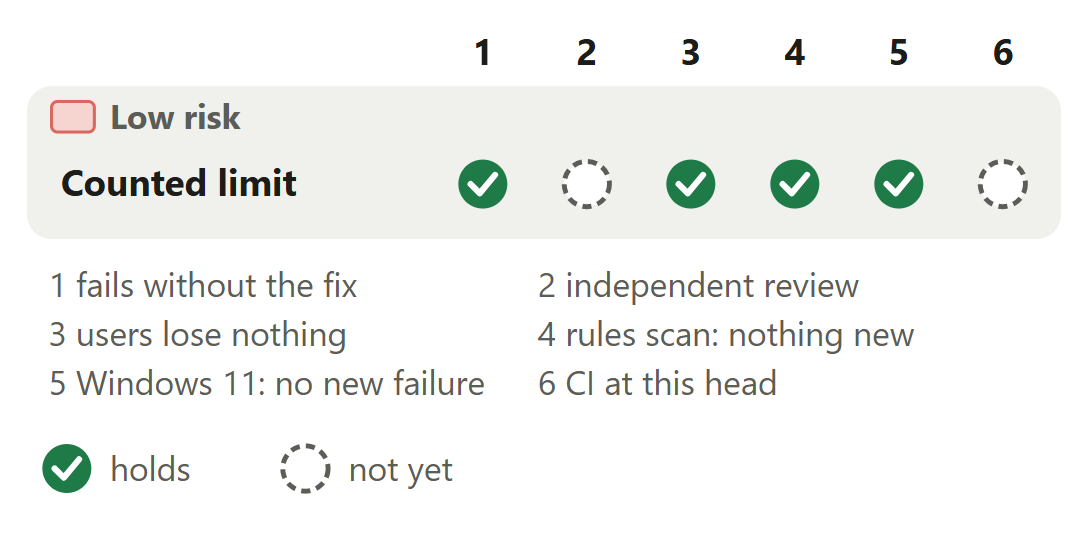 1 2 3 4 5 6
Low risk
Counted limit
1 fails without the fix 2 independent review
3 users lose nothing 4 rules scan: nothing new
5 Windows 11: no new failure 6 CI at this head
holds not yet